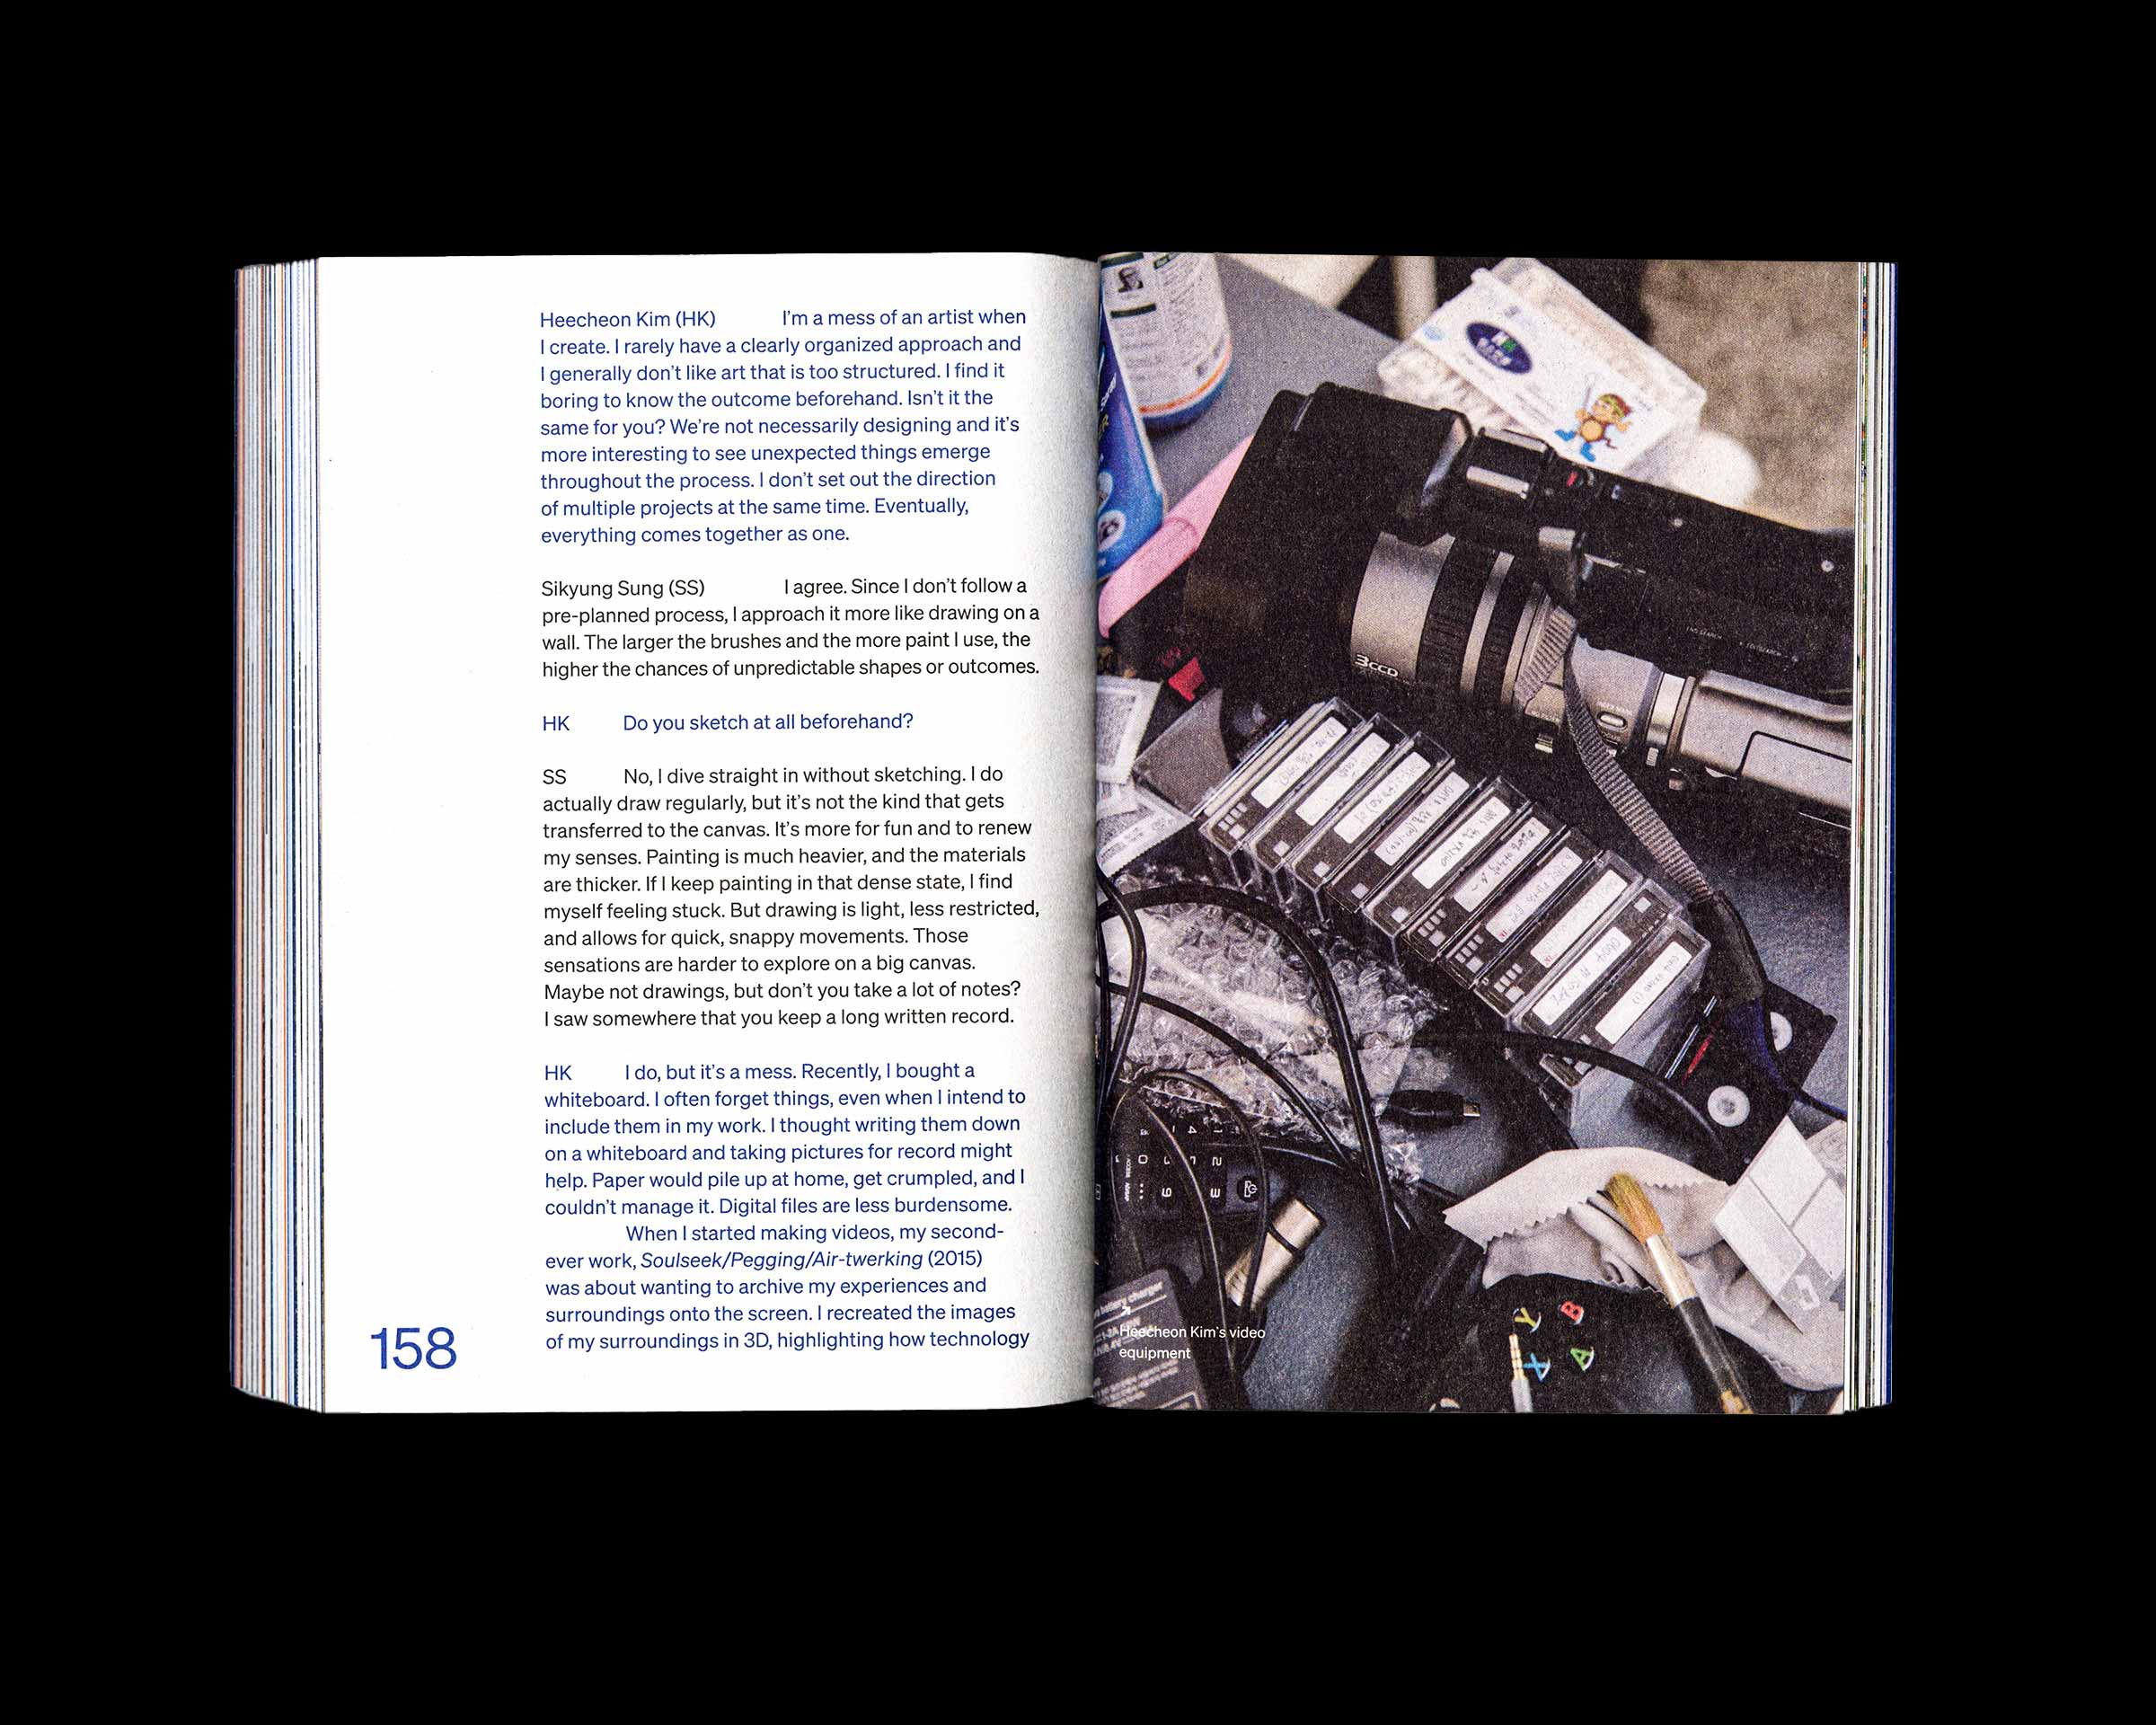 Heecheon Kim (HK) I'm a mess of an artist when
I create. I rarely have a clearly organized approach and
I generally don't like art that is too structured. I find it
boring to know the outcome beforehand. Isn't it the
same for you? We're not necessarily designing and it's
more interesting to see unexpected things emerge
throughout the process. I don't set out the direction
of multiple projects at the same time. Eventually,
everything comes together as one.
Sikyung Sung (SS) I agree. Since I don't follow a
pre-planned process, I approach it more like drawing on a
wall. The larger the brushes and the more paint I use, the
higher the chances of unpredictable shapes or outcomes.
HK Do you sketch at all beforehand?
SS No, I dive straight in without sketching. I do
actually draw regularly, but it's not the kind that gets
transferred to the canvas. It's more for fun and to renew
my senses. Painting is much heavier, and the materials
are thicker. If I keep painting in that dense state, I find
myself feeling stuck. But drawing is light, less restricted,
and allows for quick, snappy movements. Those
sensations are harder to explore on a big canvas.
Maybe not drawings, but don't you take a lot of notes?
I saw somewhere that you keep a long written record.
HK I do, but it's a mess. Recently, I bought a
whiteboard. I often forget things, even when I intend to
include them in my work. I thought writing them down
on a whiteboard and taking pictures for record might
help. Paper would pile up at home, get crumpled, and I
couldn't manage it. Digital files are less burdensome.
When I started making videos, my second-
ever work, Soulseek/Pegging/Air-twerking (2015)
was about wanting to archive my experiences and
surroundings onto the screen. I recreated the images
of my surroundings in 3D, highlighting how technology
158
3CCD
battery charger
Heecheon Kim's video
equipment
Y B
X A